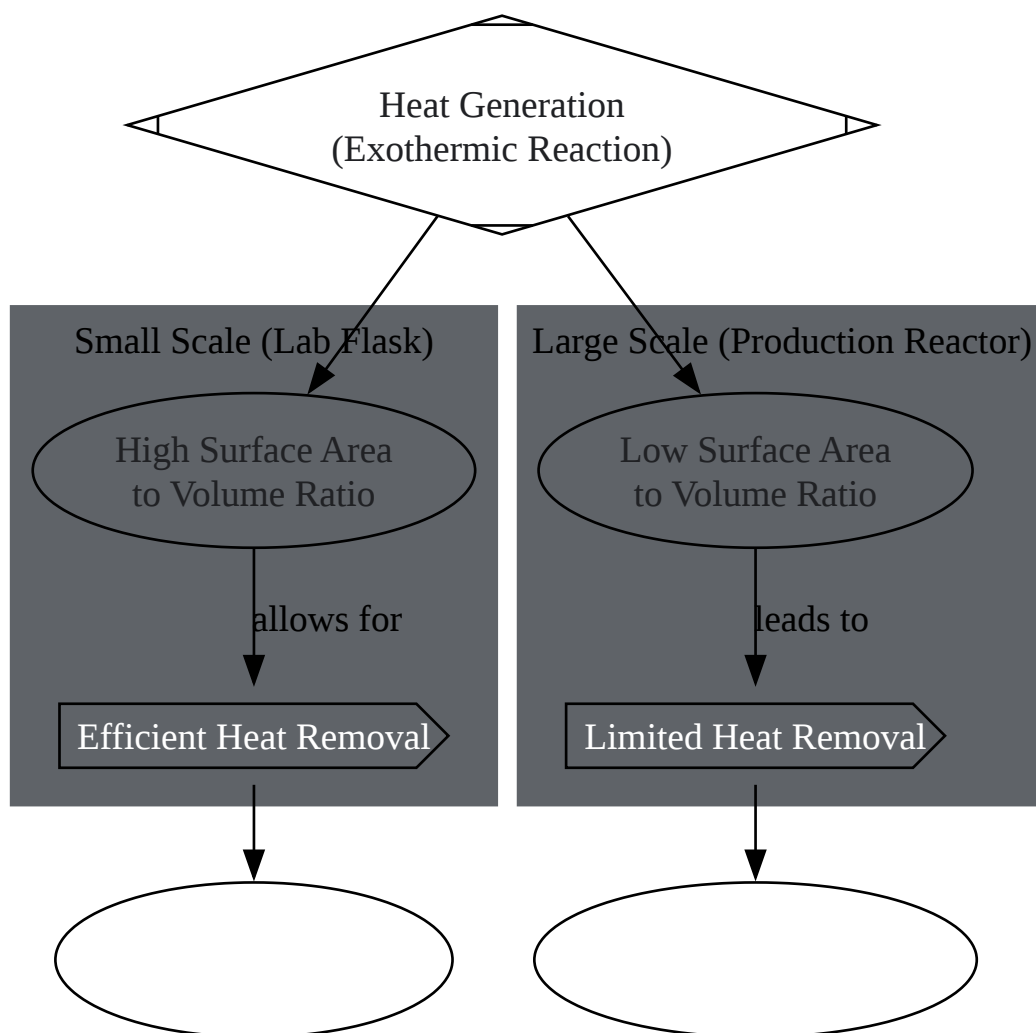 Heat Generation
(Exothermic Reaction)
Small Scale (Lab Flask)
Large Scale (Production Reactor)
High Surface Area
to Volume Ratio
Low Surface Area
to Volume Ratio
allows for
leads to
Efficient Heat Removal
Limited Heat Removal